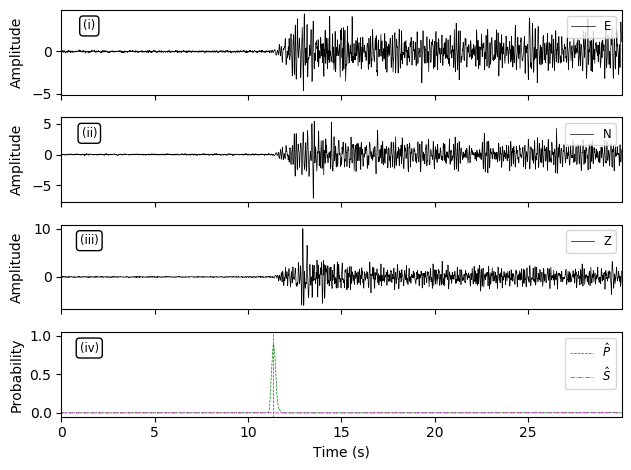 Amplitude
(i)
E
0
−5
Amplitude
(ii)
N
5
0
−5
Amplitude
(iii)
Z
10
0
Probability
(iv)
P̂
Ŝ
1.0
0.5
0.0
0 5 10 15 20 25
Time (s)